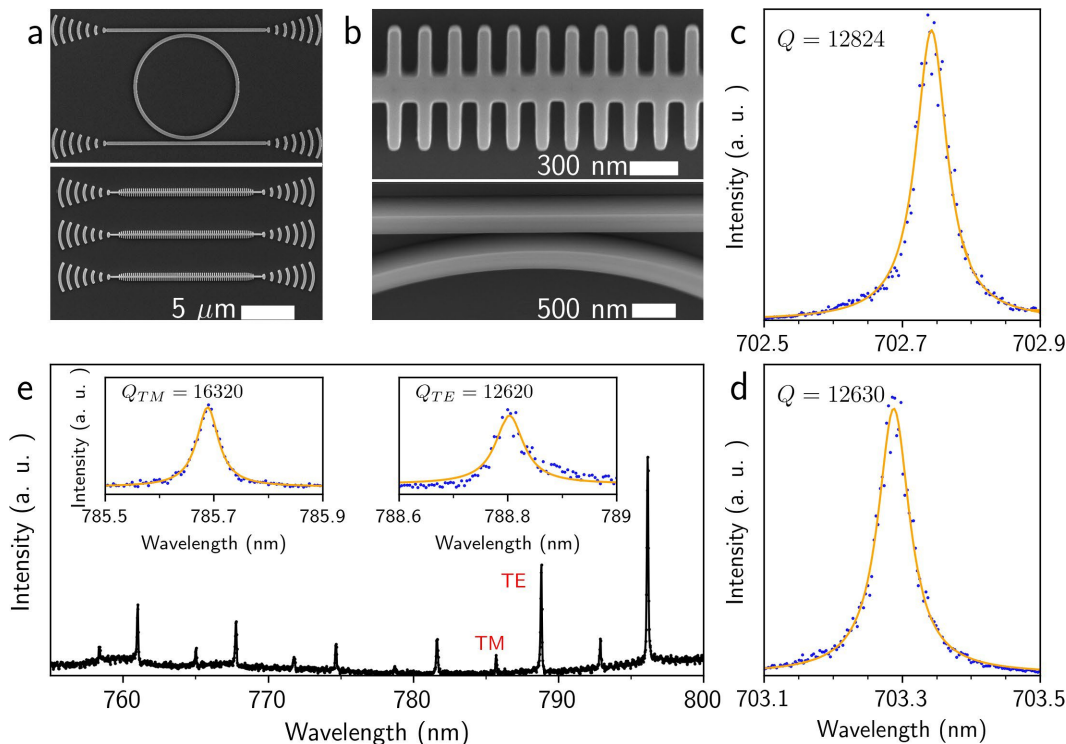 a
5 μm
b
300 nm
500 nm
c
Q = 12824
Intensity (a. u. )
702.5
702.7
702.9
d
Q = 12630
Intensity (a. u. )
703.1
703.3
703.5
Wavelength (nm)
e
Intensity (a. u. )
Q_TM = 16320
Intensity (a. u. )
785.5
785.7
785.9
Wavelength (nm)
Q_TE = 12620
788.6
788.8
789
Wavelength (nm)
TE
TM
760
770
780
790
800
Wavelength (nm)